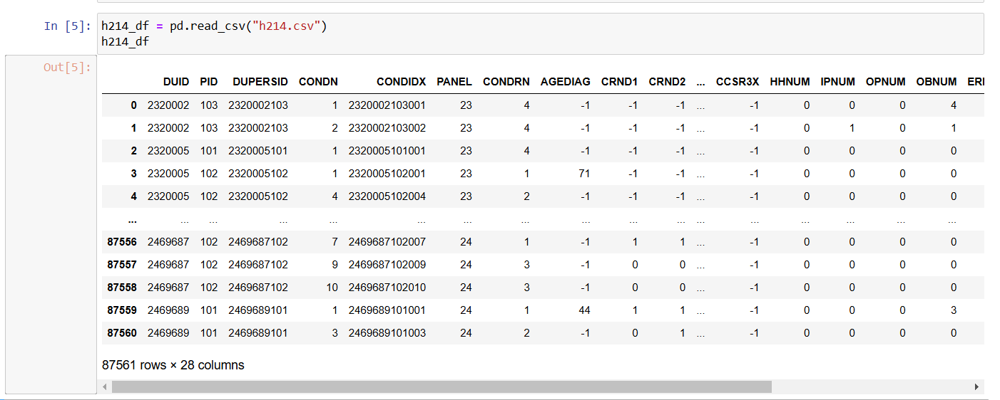 In [5]: h214_df = pd.read_csv("h214.csv")
h214_df
Out[5]:
DUID PID DUPERSID CONDN CONDIDX PANEL CONDRN AGEDIAG CRND1 CRND2 ... CCSR3X HHNUM IPNUM OPNUM OBNUM ERI
0 2320002 103 2320002103 1 2320002103001 23 4 -1 -1 -1 ... -1 0 0 0 4
1 2320002 103 2320002103 2 2320002103002 23 4 -1 -1 -1 ... -1 0 1 0 1
2 2320005 101 2320005101 1 2320005101001 23 4 -1 -1 -1 ... -1 0 0 0 0
3 2320005 102 2320005102 1 2320005102001 23 1 71 -1 -1 ... -1 0 0 0 0
4 2320005 102 2320005102 4 2320005102004 23 2 -1 -1 -1 ... -1 0 0 0 0
... ... ... ... ... ... ... ... ... ... ... ... ... ... ... ... ...
87556 2469687 102 2469687102 7 2469687102007 24 1 -1 1 1 ... -1 0 0 0 0
87557 2469687 102 2469687102 9 2469687102009 24 3 -1 0 0 ... -1 0 0 0 0
87558 2469687 102 2469687102 10 2469687102010 24 3 -1 0 0 ... -1 0 0 0 0
87559 2469689 101 2469689101 1 2469689101001 24 1 44 1 1 ... -1 0 0 0 3
87560 2469689 101 2469689101 3 2469689101003 24 2 -1 0 1 ... -1 0 0 0 0
87561 rows × 28 columns